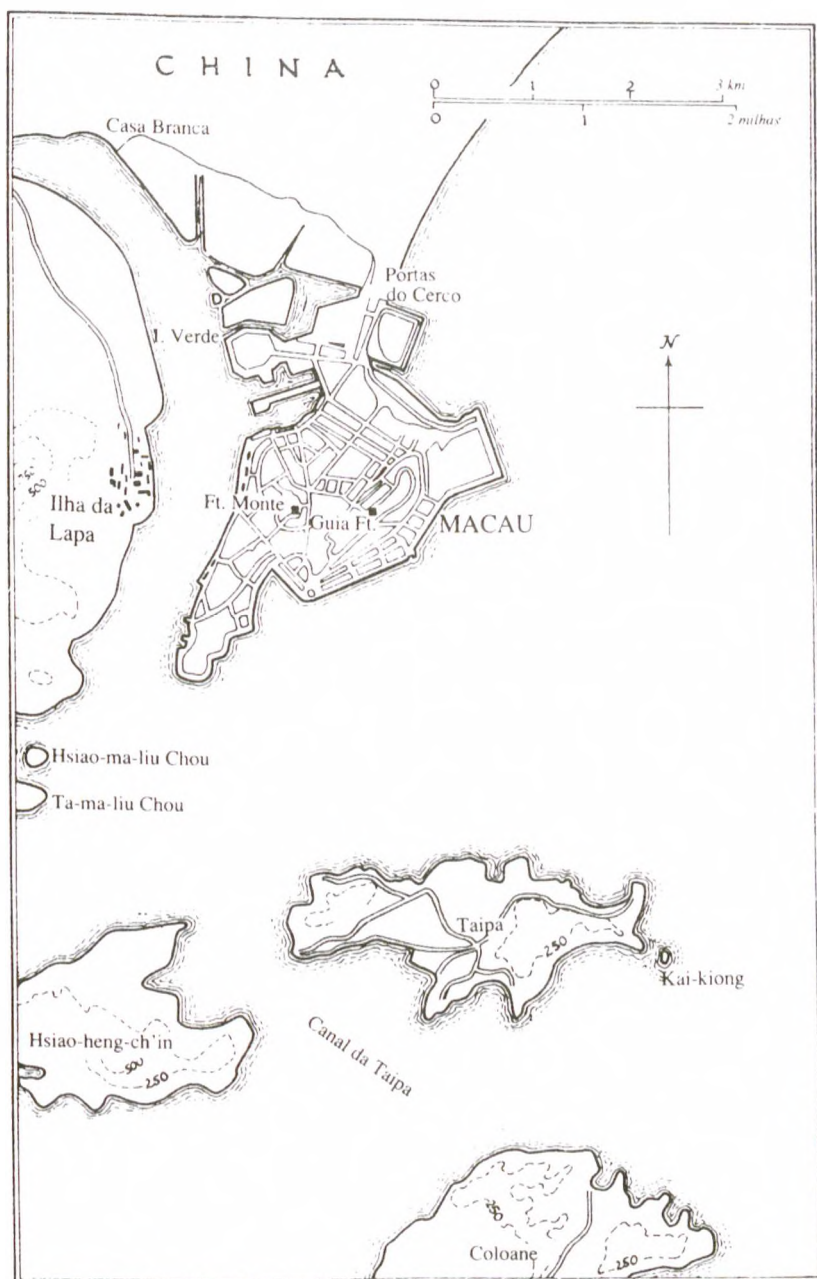 CHINA
0 1 2 3 km
0 1 2 milhas
Casa Branca
Portas
do Cerco
I. Verde
N
500
Ilha da
Lapa
Ft. Monte
Guia Ft.
MACAU
Hsiao-ma-liu Chou
Ta-ma-liu Chou
Taipa
250
Kai-kiong
Hsiao-heng-ch'in
500
250
Canal da Taipa
250
Coloane
250